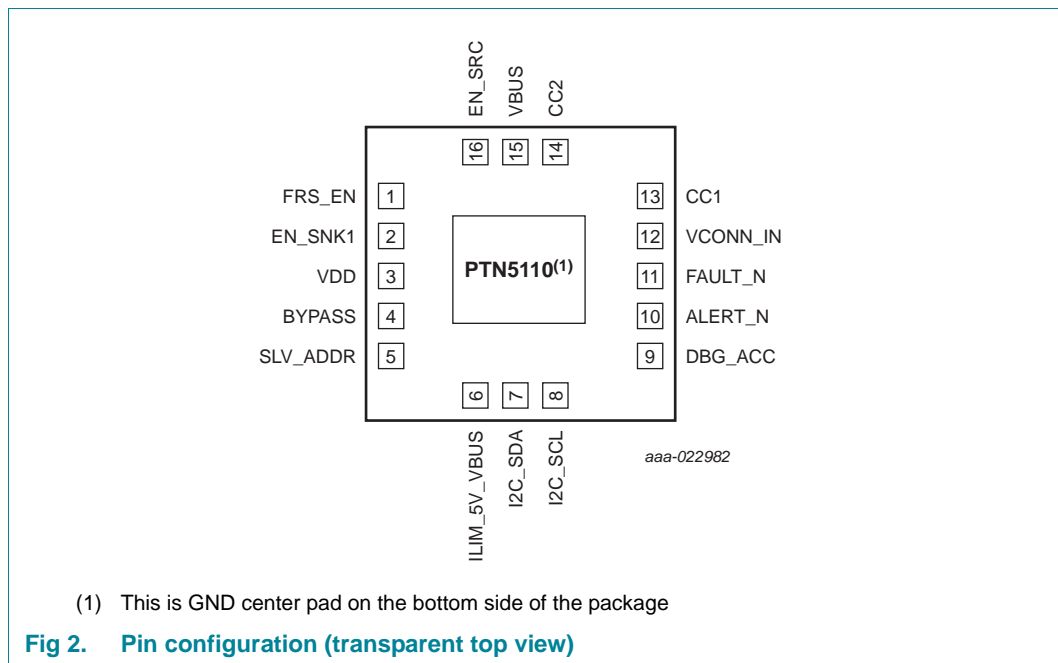 EN_SRC
VBUS
CC2
16
15
14
FRS_EN 1
13 CC1
EN_SNK1 2
12 VCONN_IN
VDD 3
PTN5110(1)
11 FAULT_N
BYPASS 4
10 ALERT_N
SLV_ADDR 5
9 DBG_ACC
6
7
8
ILIM_5V_VBUS
I2C_SDA
I2C_SCL
aaa-022982
(1) This is GND center pad on the bottom side of the package
Fig 2. Pin configuration (transparent top view)